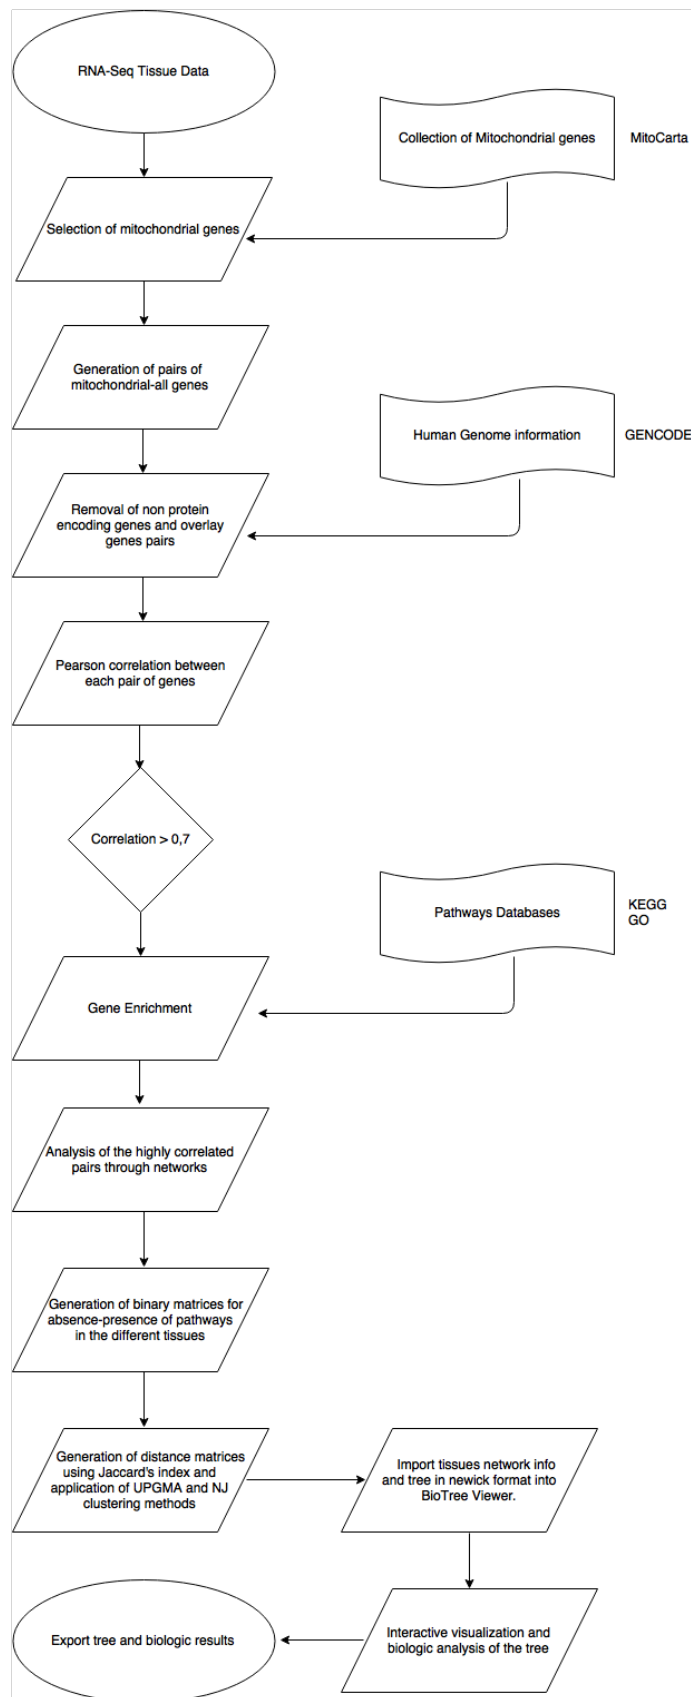 RNA-Seq Tissue Data
Collection of Mitochondrial genes
MitoCarta
Selection of mitochondrial genes
Generation of pairs of
mitochondrial-all genes
Human Genome information
GENCODE
Removal of non protein
encoding genes and overlay
genes pairs
Pearson correlation between
each pair of genes
Correlation > 0,7
Pathways Databases
KEGG
GO
Gene Enrichment
Analysis of the highly correlated
pairs through networks
Generation of binary matrices for
absence-presence of pathways
in the different tissues
Generation of distance matrices
using Jaccard's index and
application of UPGMA and NJ
clustering methods
Import tissues network info
and tree in newick format into
BioTree Viewer.
Interactive visualization and
biologic analysis of the tree
Export tree and biologic results